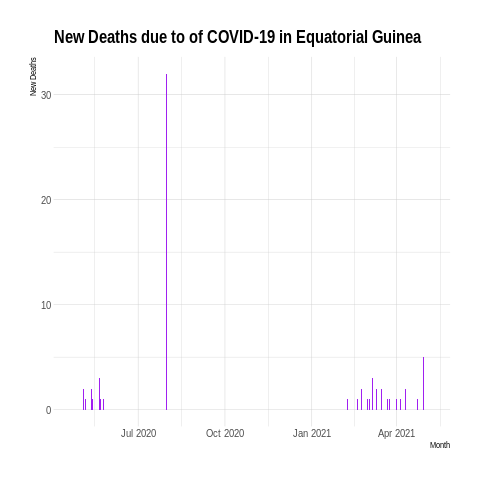 New Deaths due to of COVID-19 in Equatorial Guinea
New Deaths
30
20
10
0
Jul 2020 Oct 2020 Jan 2021 Apr 2021
Month